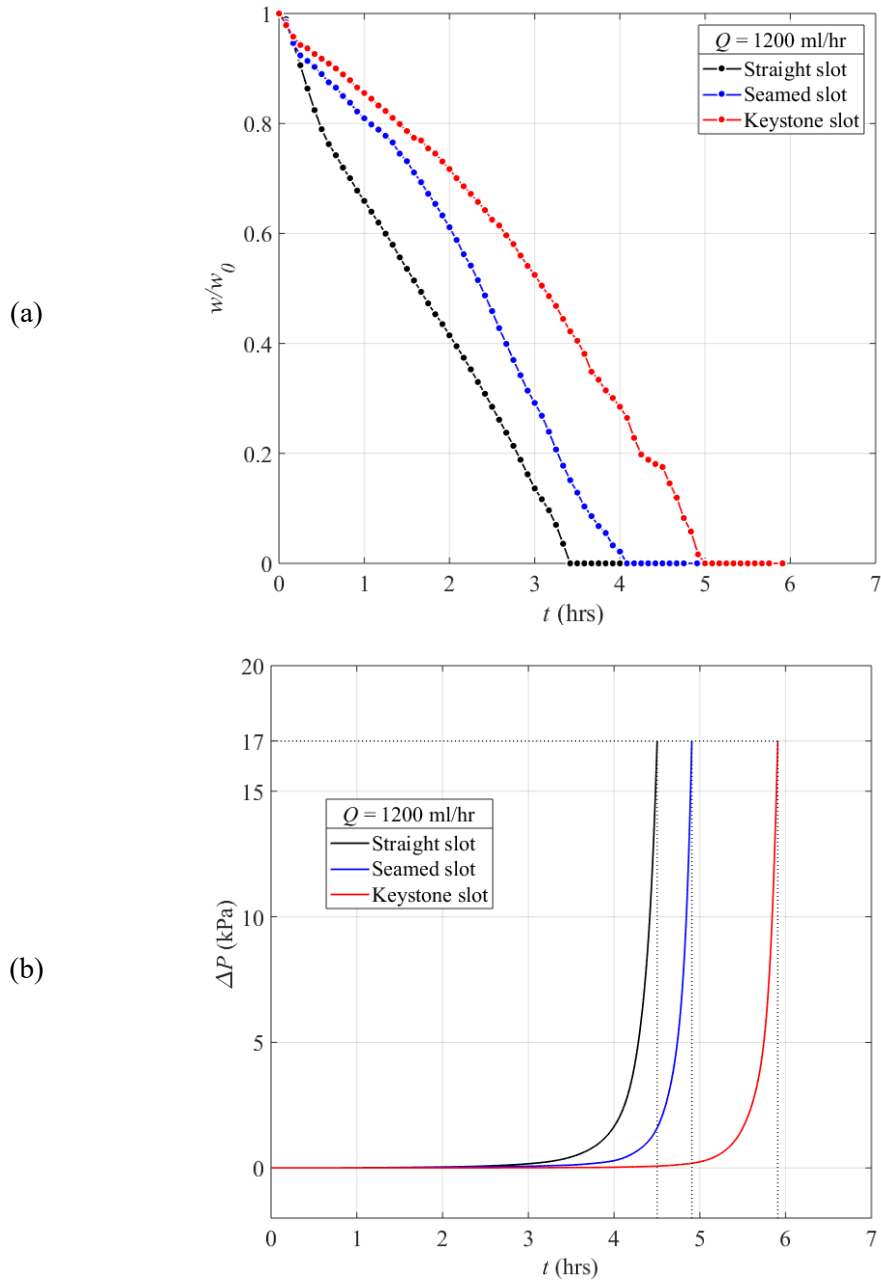 (a)
w/w0
1
0.8
0.6
0.4
0.2
0
Q = 1200 ml/hr
Straight slot
Seamed slot
Keystone slot
0 1 2 3 4 5 6 7
t (hrs)
(b)
ΔP (kPa)
20
17
15
10
5
0
Q = 1200 ml/hr
Straight slot
Seamed slot
Keystone slot
0 1 2 3 4 5 6 7
t (hrs)